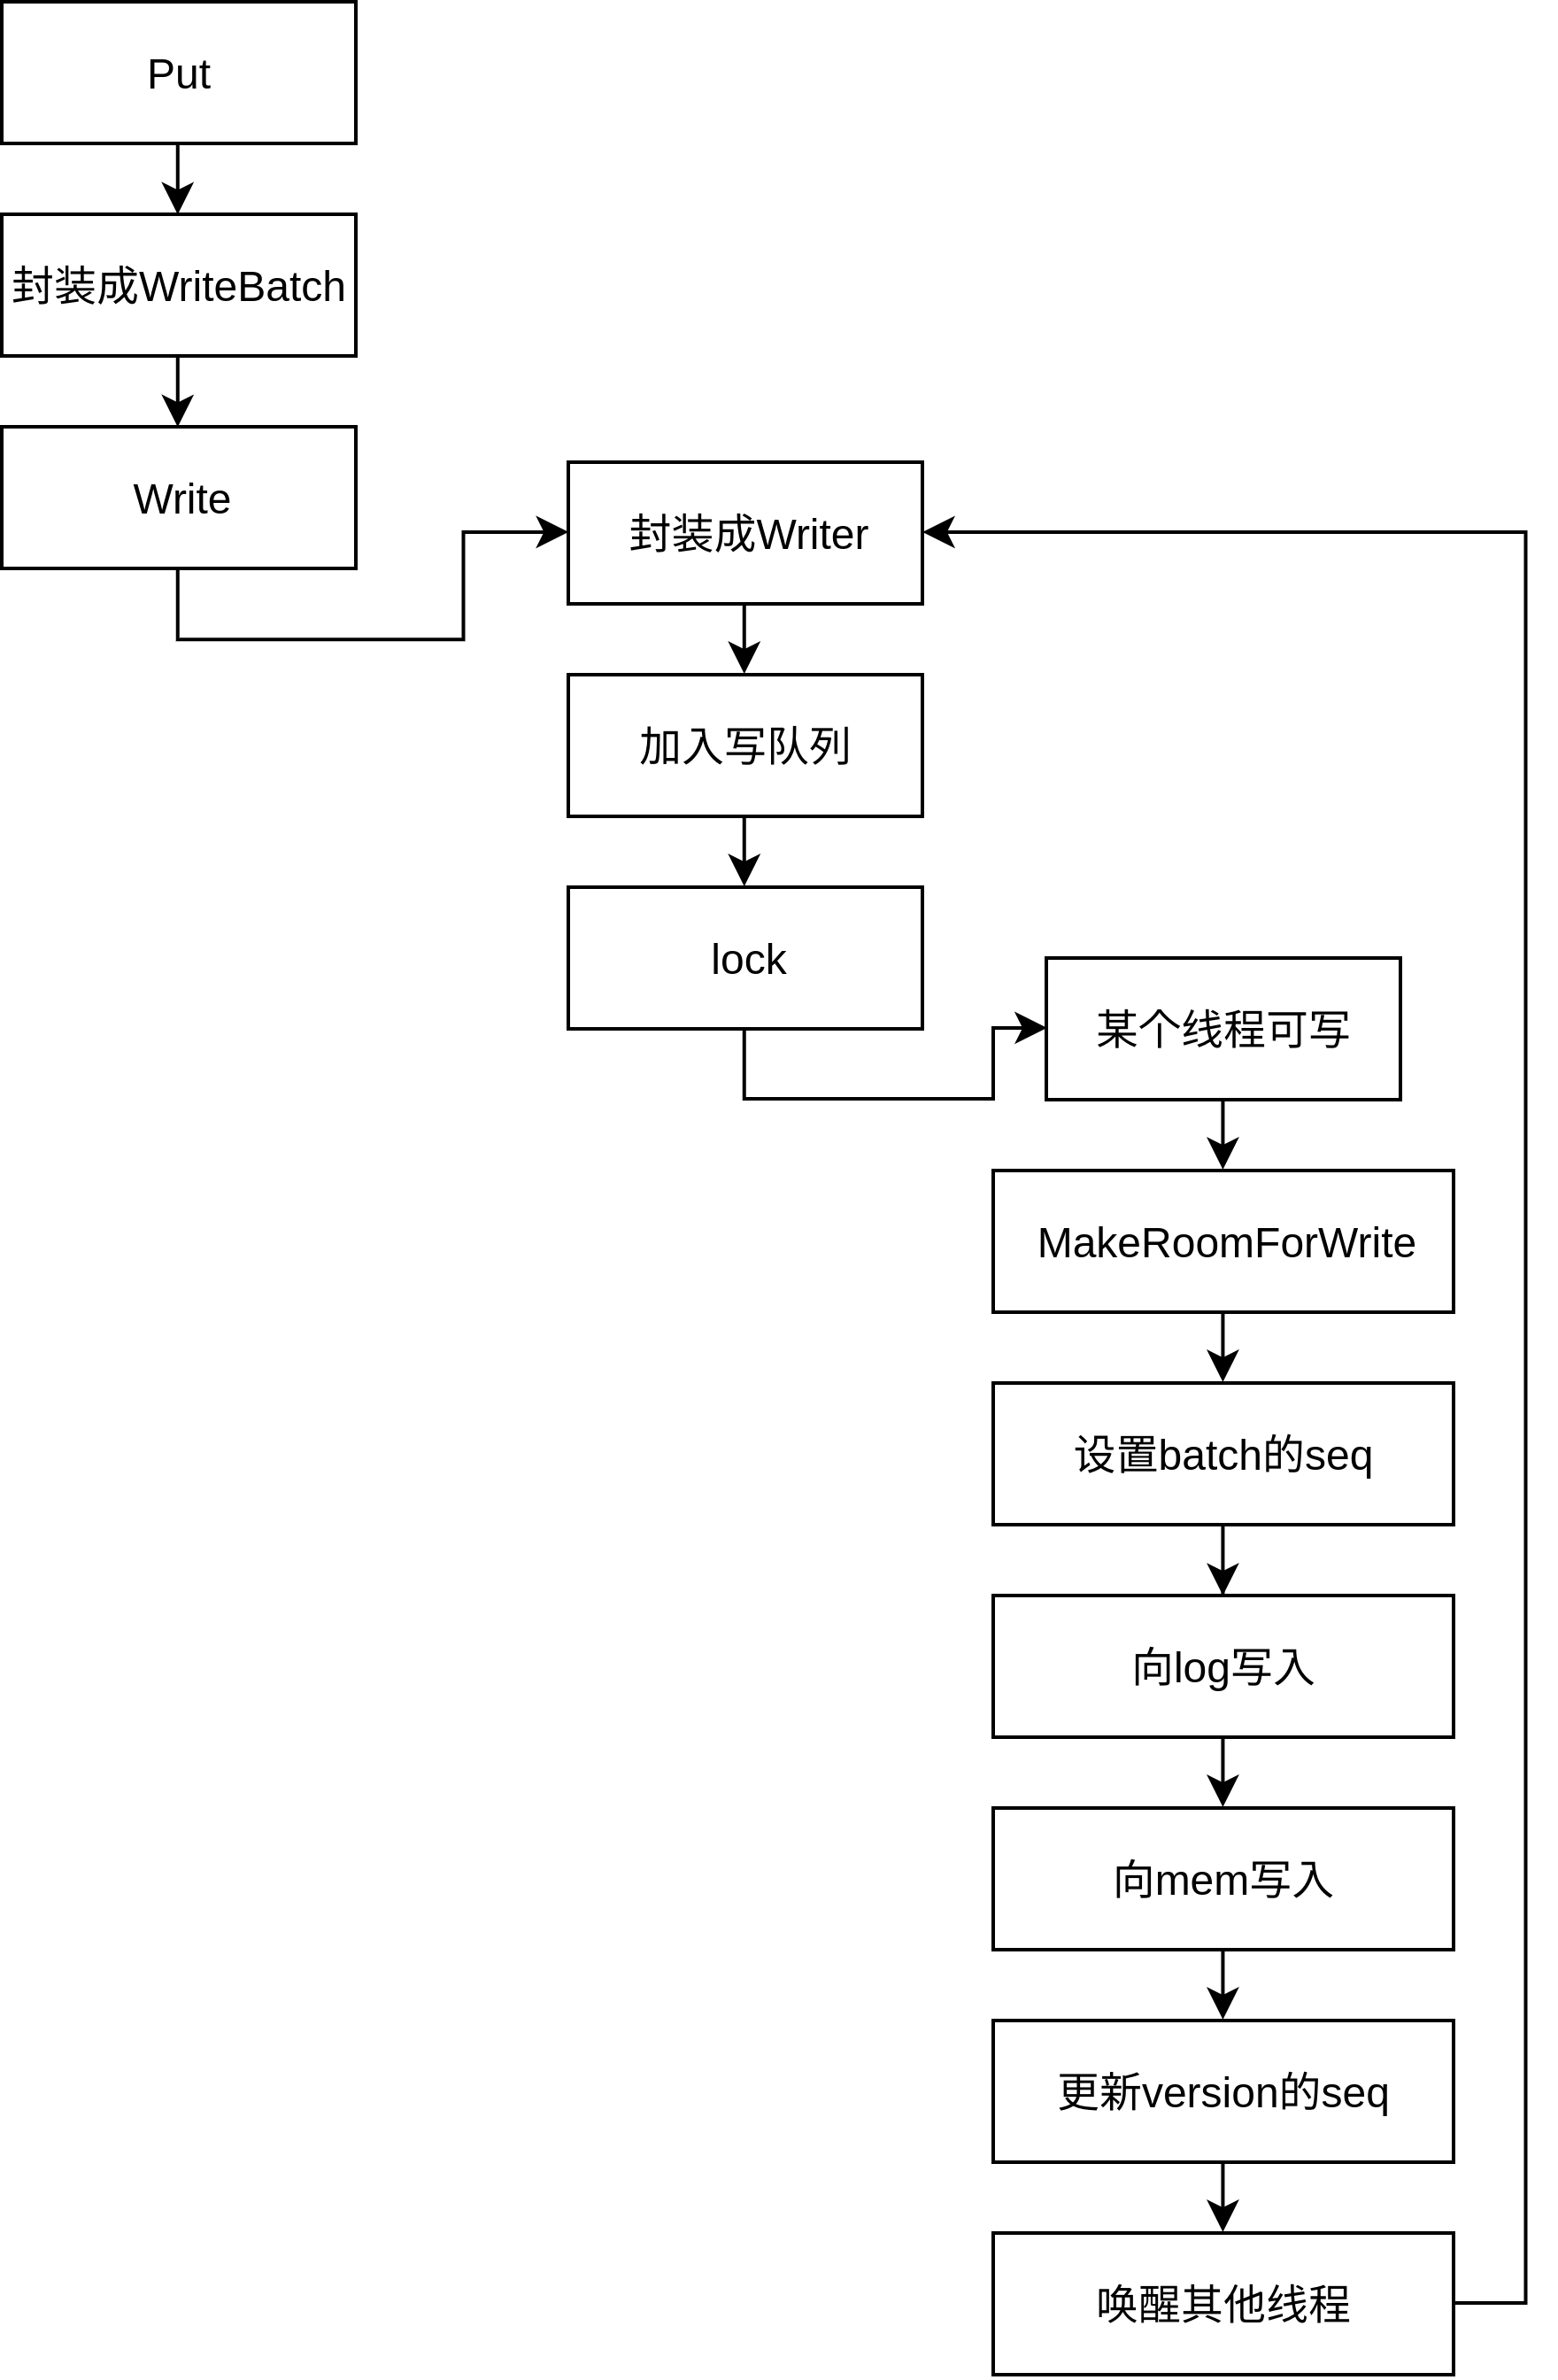 Put
封装成WriteBatch
Write
封装成Writer
加入写队列
lock
某个线程可写
MakeRoomForWrite
设置batch的seq
向log写入
向mem写入
更新version的seq
唤醒其他线程